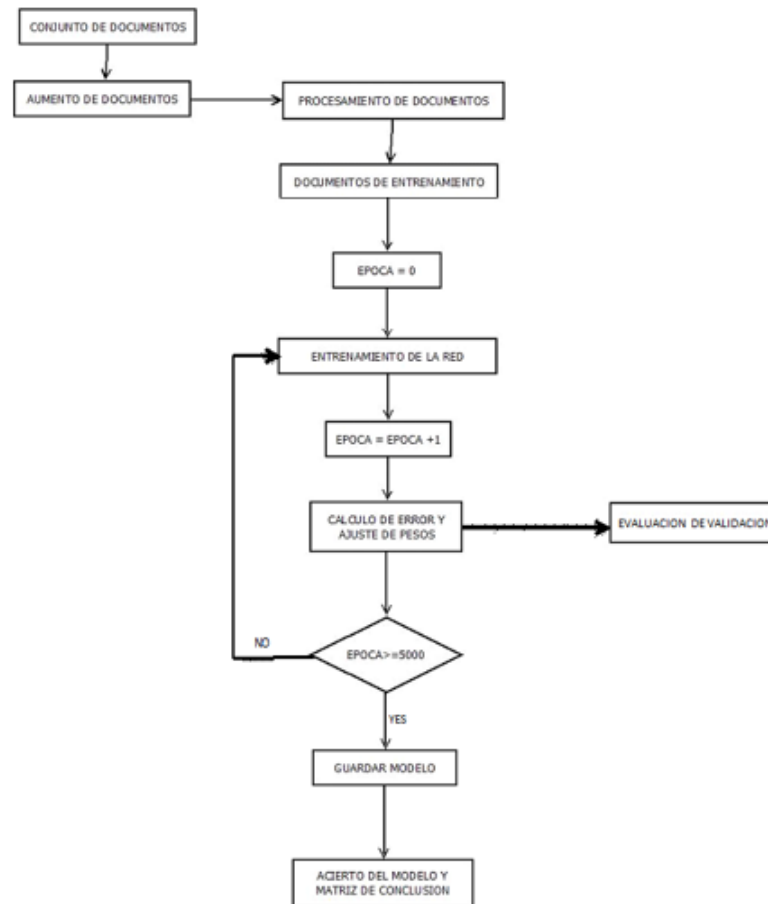 CONJUNTO DE DOCUMENTOS
AUMENTO DE DOCUMENTOS
PROCESAMIENTO DE DOCUMENTOS
DOCUMENTOS DE ENTRENAMIENTO
EPOCA = 0
ENTRENAMIENTO DE LA RED
EPOCA = EPOCA +1
CALCULO DE ERROR Y
AJUSTE DE PESOS
EVALUACION DE VALIDACION
EPOCA>=5000
NO
YES
GUARDAR MODELO
ACIERTO DEL MODELO Y
MATRIZ DE CONCLUSION